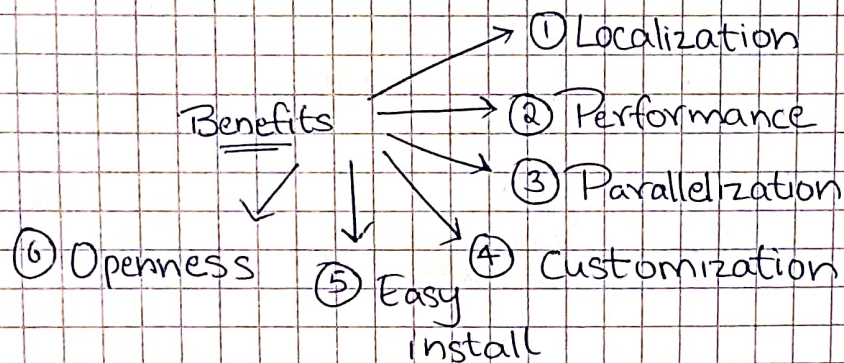 Benefits
① Localization
② Performance
③ Parallelization
④ Customization
⑤ Easy
install
⑥ Openness